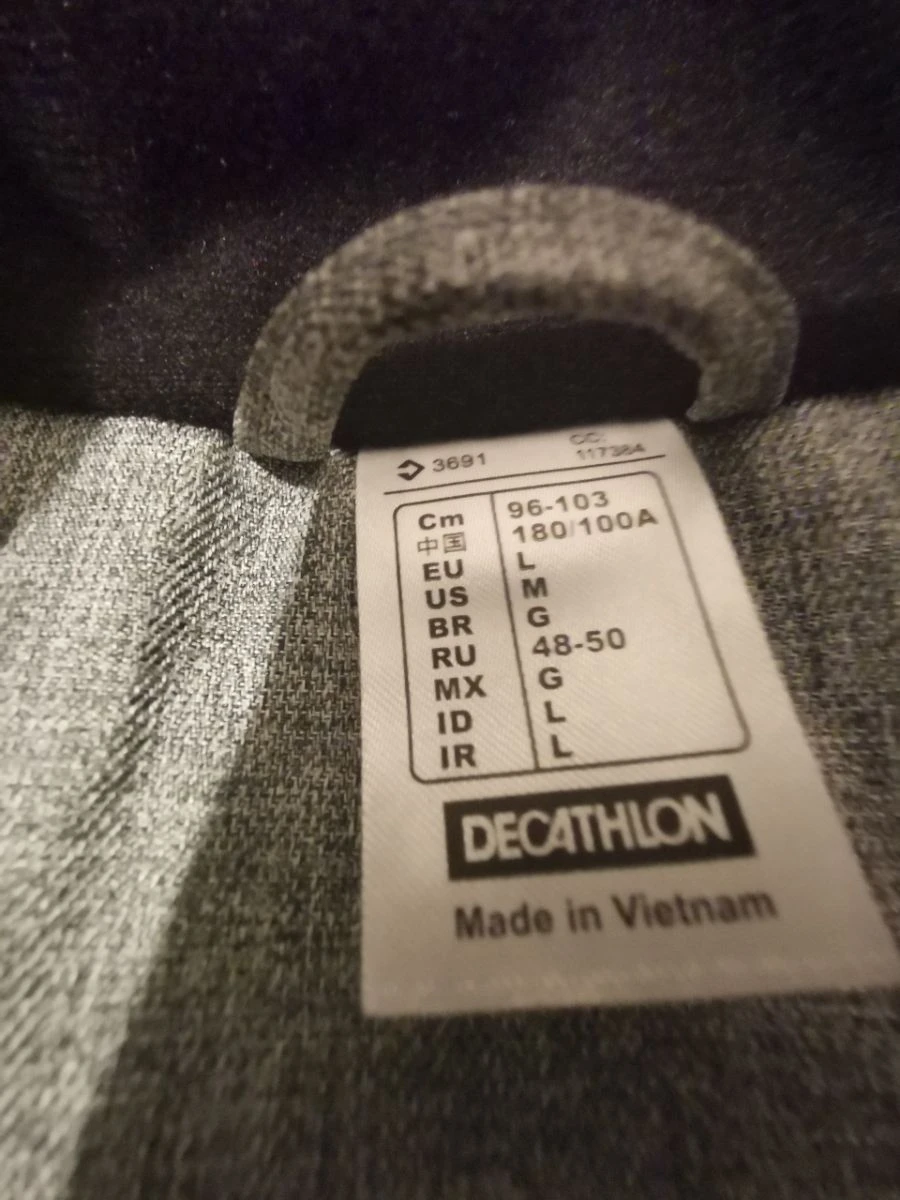 3691
CC:
117384
Cm 96-103
中国 180/100A
EU L
US M
BR G
RU 48-50
MX G
ID L
IR L
DECATHLON
Made in Vietnam